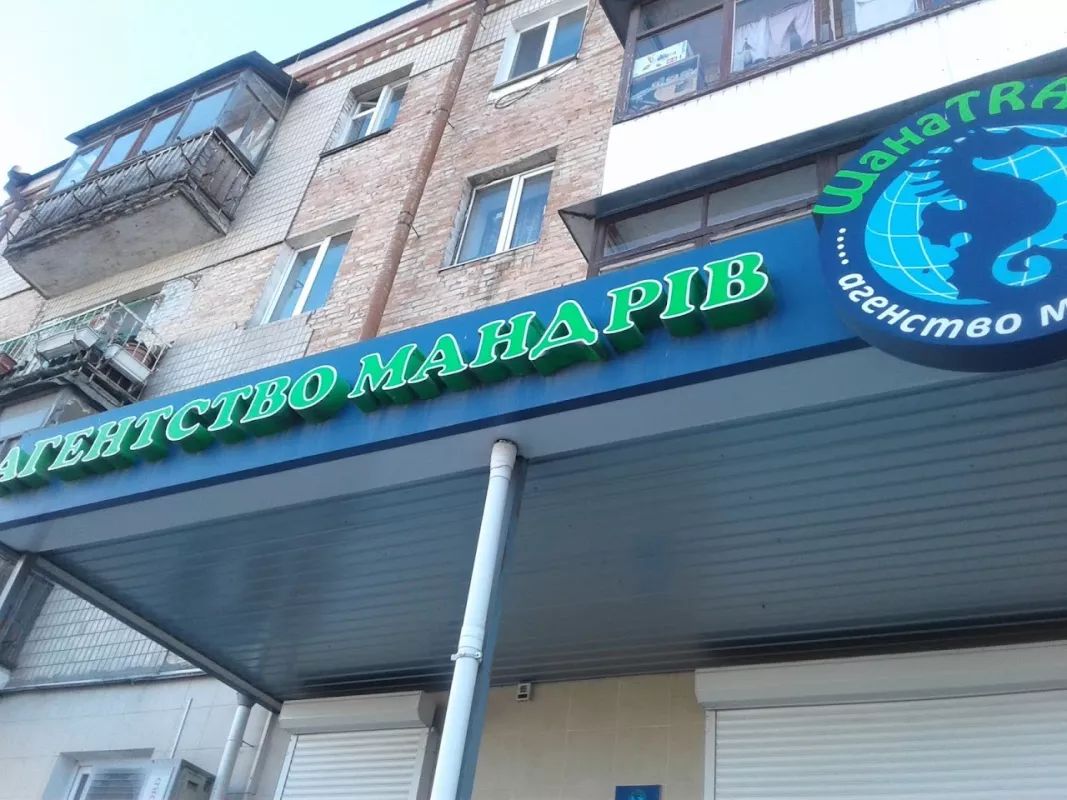 АГЕНТСТВО МАНДРІВ
ШанаTRA
.....агенство м